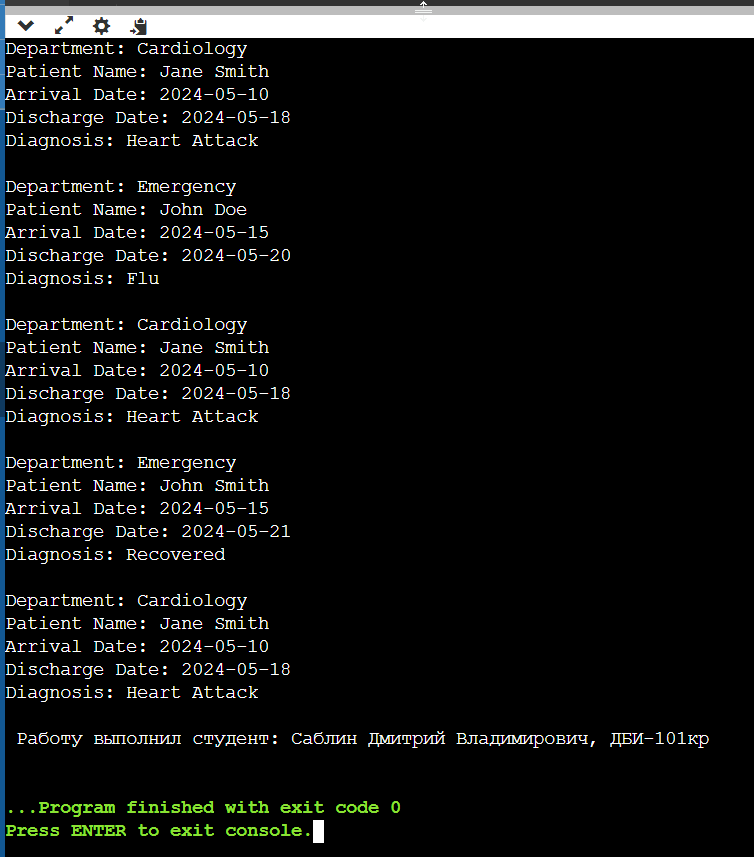 Department: Cardiology
Patient Name: Jane Smith
Arrival Date: 2024-05-10
Discharge Date: 2024-05-18
Diagnosis: Heart Attack
Department: Emergency
Patient Name: John Doe
Arrival Date: 2024-05-15
Discharge Date: 2024-05-20
Diagnosis: Flu
Department: Cardiology
Patient Name: Jane Smith
Arrival Date: 2024-05-10
Discharge Date: 2024-05-18
Diagnosis: Heart Attack
Department: Emergency
Patient Name: John Smith
Arrival Date: 2024-05-15
Discharge Date: 2024-05-21
Diagnosis: Recovered
Department: Cardiology
Patient Name: Jane Smith
Arrival Date: 2024-05-10
Discharge Date: 2024-05-18
Diagnosis: Heart Attack
Работу выполнил студент: Саблин Дмитрий Владимирович, ДБИ-101кр
...Program finished with exit code 0
Press ENTER to exit console.